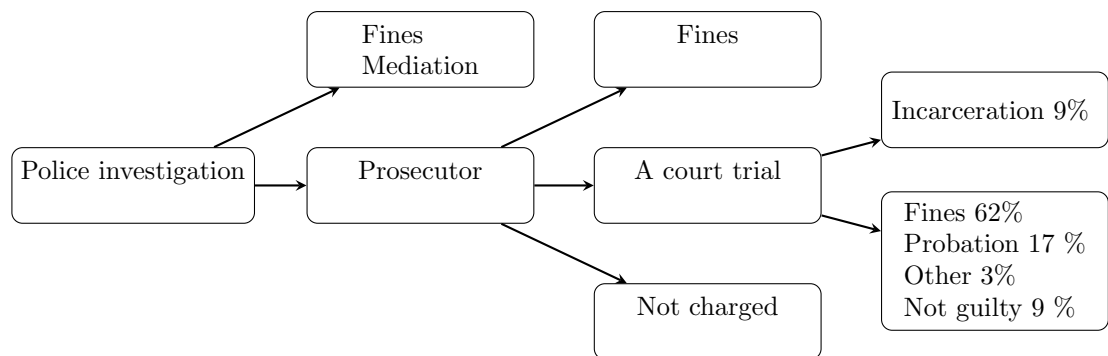 Fines
Mediation
Fines
Incarceration 9%
Police investigation
Prosecutor
A court trial
Fines 62%
Probation 17 %
Other 3%
Not guilty 9 %
Not charged